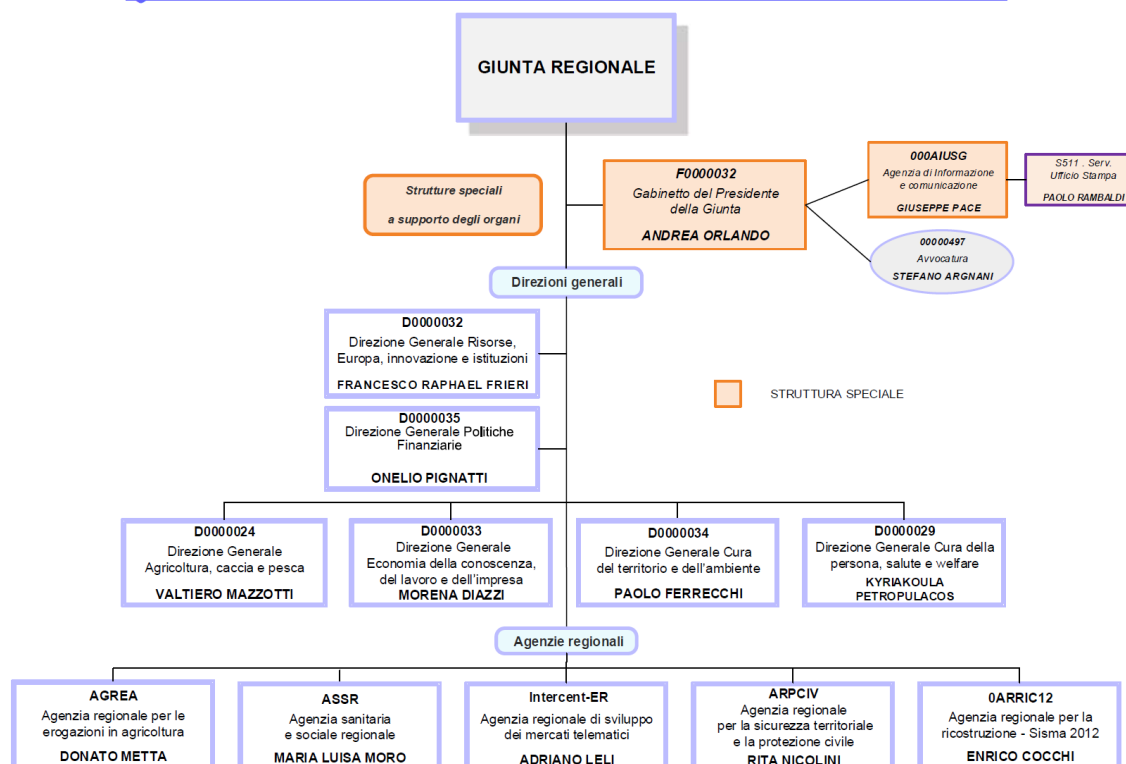 GIUNTA REGIONALE
Strutture speciali
a supporto degli organi
F0000032
Gabinetto del Presidente
della Giunta
ANDREA ORLANDO
000AIUSG
Agenzia di Informazione
e comunicazione
GIUSEPPE PACE
S511 . Serv.
Ufficio Stampa
PAOLO RAMBALDI
00000497
Avvocatura
STEFANO ARGNANI
Direzioni generali
D0000032
Direzione Generale Risorse,
Europa, innovazione e istituzioni
FRANCESCO RAPHAEL FRIERI
STRUTTURA SPECIALE
D0000035
Direzione Generale Politiche
Finanziarie
ONELIO PIGNATTI
D0000024
Direzione Generale
Agricoltura, caccia e pesca
VALTIERO MAZZOTTI
D0000033
Direzione Generale
Economia della conoscenza,
del lavoro e dell'impresa
MORENA DIAZZI
D0000034
Direzione Generale Cura
del territorio e dell'ambiente
PAOLO FERRECCHI
D0000029
Direzione Generale Cura della
persona, salute e welfare
KYRIAKOULA
PETROPULACOS
Agenzie regionali
AGREA
Agenzia regionale per le
erogazioni in agricoltura
DONATO METTA
ASSR
Agenzia sanitaria
e sociale regionale
MARIA LUISA MORO
Intercent-ER
Agenzia regionale di sviluppo
dei mercati telematici
ADRIANO LELI
ARPCIV
Agenzia regionale
per la sicurezza territoriale
e la protezione civile
RITA NICOLINI
0ARRIC12
Agenzia regionale per la
ricostruzione - Sisma 2012
ENRICO COCCHI